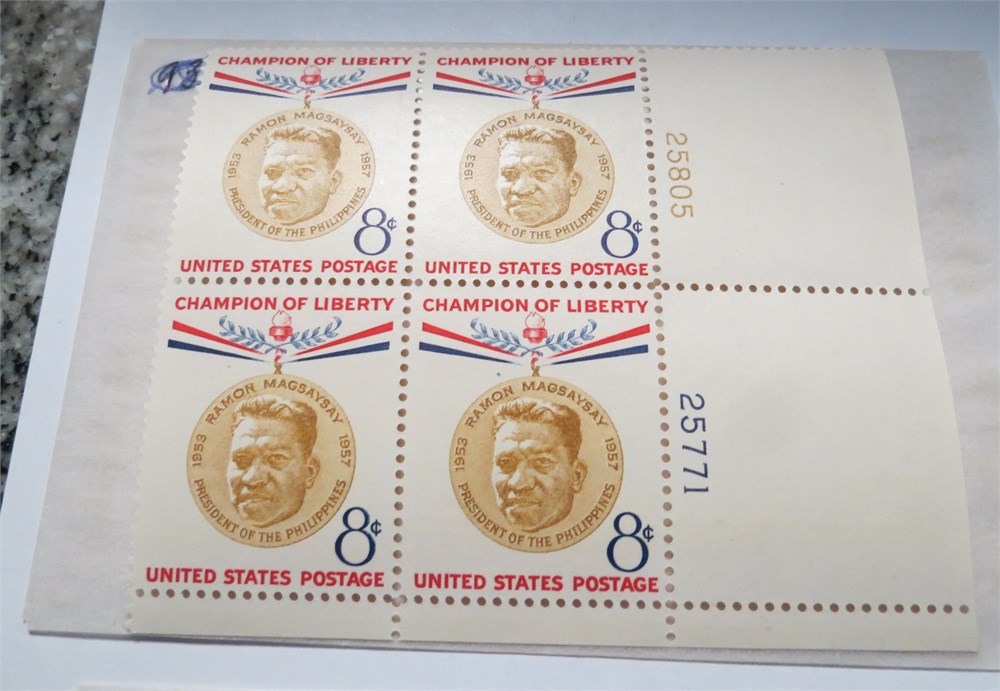 93
CHAMPION OF LIBERTY
RAMON MAGSAYSAY
1953
1957
PRESIDENT OF THE PHILIPPINES
8¢
UNITED STATES POSTAGE
CHAMPION OF LIBERTY
RAMON MAGSAYSAY
1953
1957
PRESIDENT OF THE PHILIPPINES
8¢
UNITED STATES POSTAGE
25805
CHAMPION OF LIBERTY
RAMON MAGSAYSAY
1953
1957
PRESIDENT OF THE PHILIPPINES
8¢
UNITED STATES POSTAGE
CHAMPION OF LIBERTY
RAMON MAGSAYSAY
1953
1957
PRESIDENT OF THE PHILIPPINES
8¢
UNITED STATES POSTAGE
25771